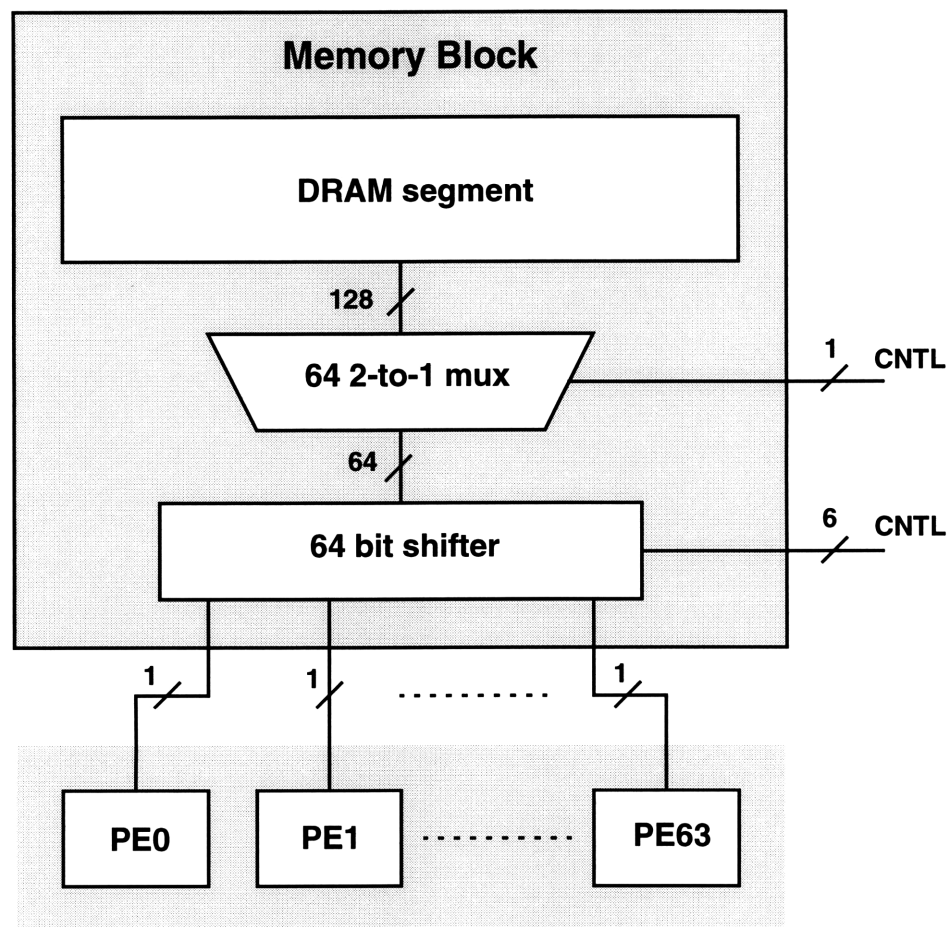 Memory Block
DRAM segment
128
64 2-to-1 mux
1
CNTL
64
64 bit shifter
6
CNTL
1
1
1
PE0
PE1
PE63